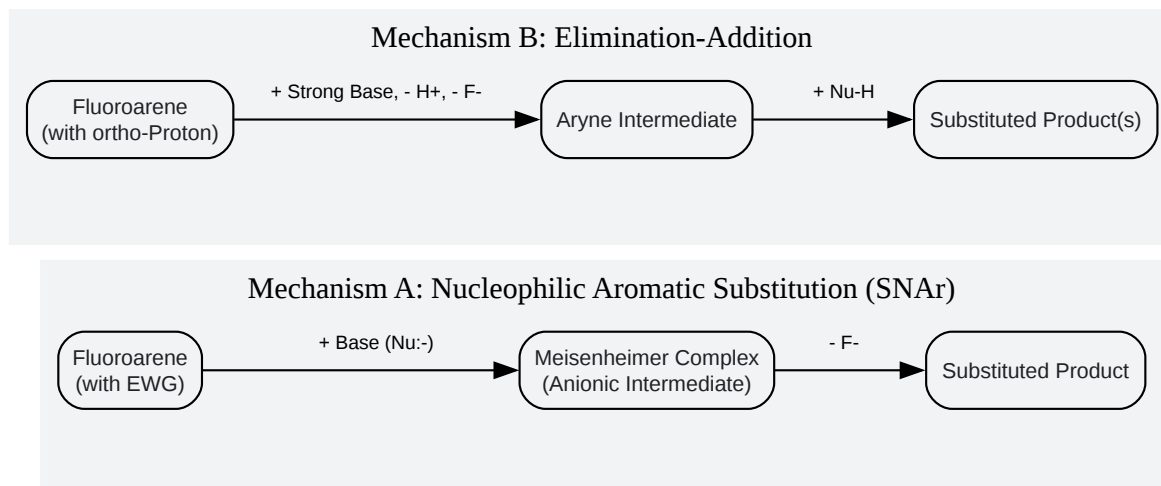 Mechanism B: Elimination-Addition
Fluoroarene
(with ortho-Proton)
+ Strong Base, - H+, - F-
Aryne Intermediate
+ Nu-H
Substituted Product(s)
Mechanism A: Nucleophilic Aromatic Substitution (SNAr)
Fluoroarene
(with EWG)
+ Base (Nu:-)
Meisenheimer Complex
(Anionic Intermediate)
- F-
Substituted Product